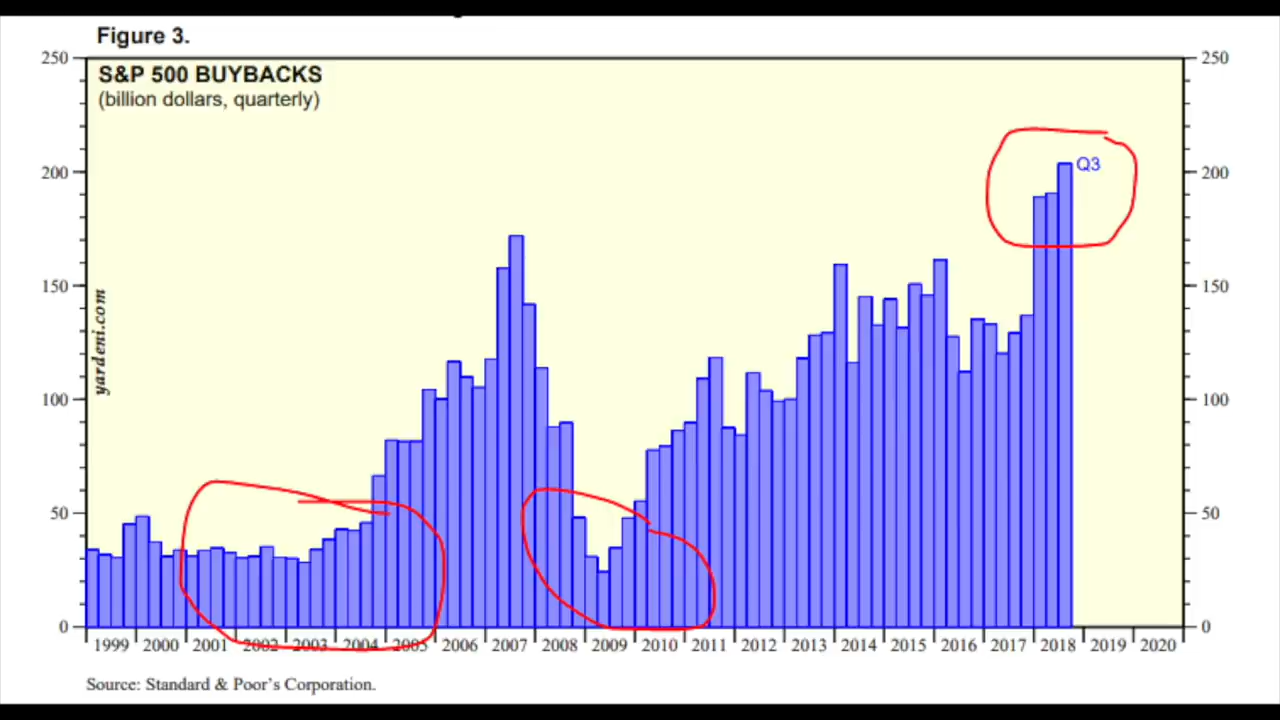 Figure 3.
250 250
S&P 500 BUYBACKS
(billion dollars, quarterly)
Q3
200 200
150 150
yardeni.com
100 100
50 50
0 0
1999 2000 2001 2002 2003 2004 2005 2006 2007 2008 2009 2010 2011 2012 2013 2014 2015 2016 2017 2018 2019 2020
Source: Standard & Poor's Corporation.